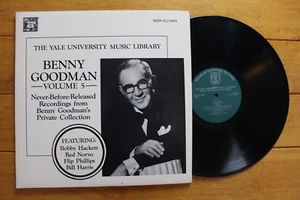 THE YALE UNIVERSITY MUSIC LIBRARY
BENNY
GOODMAN
VOLUME 5
Never-Before-Released
Recordings from
Benny Goodman's
Private Collection
FEATURING:
Bobby Hackett
Red Norvo
Flip Phillips
Bill Harris